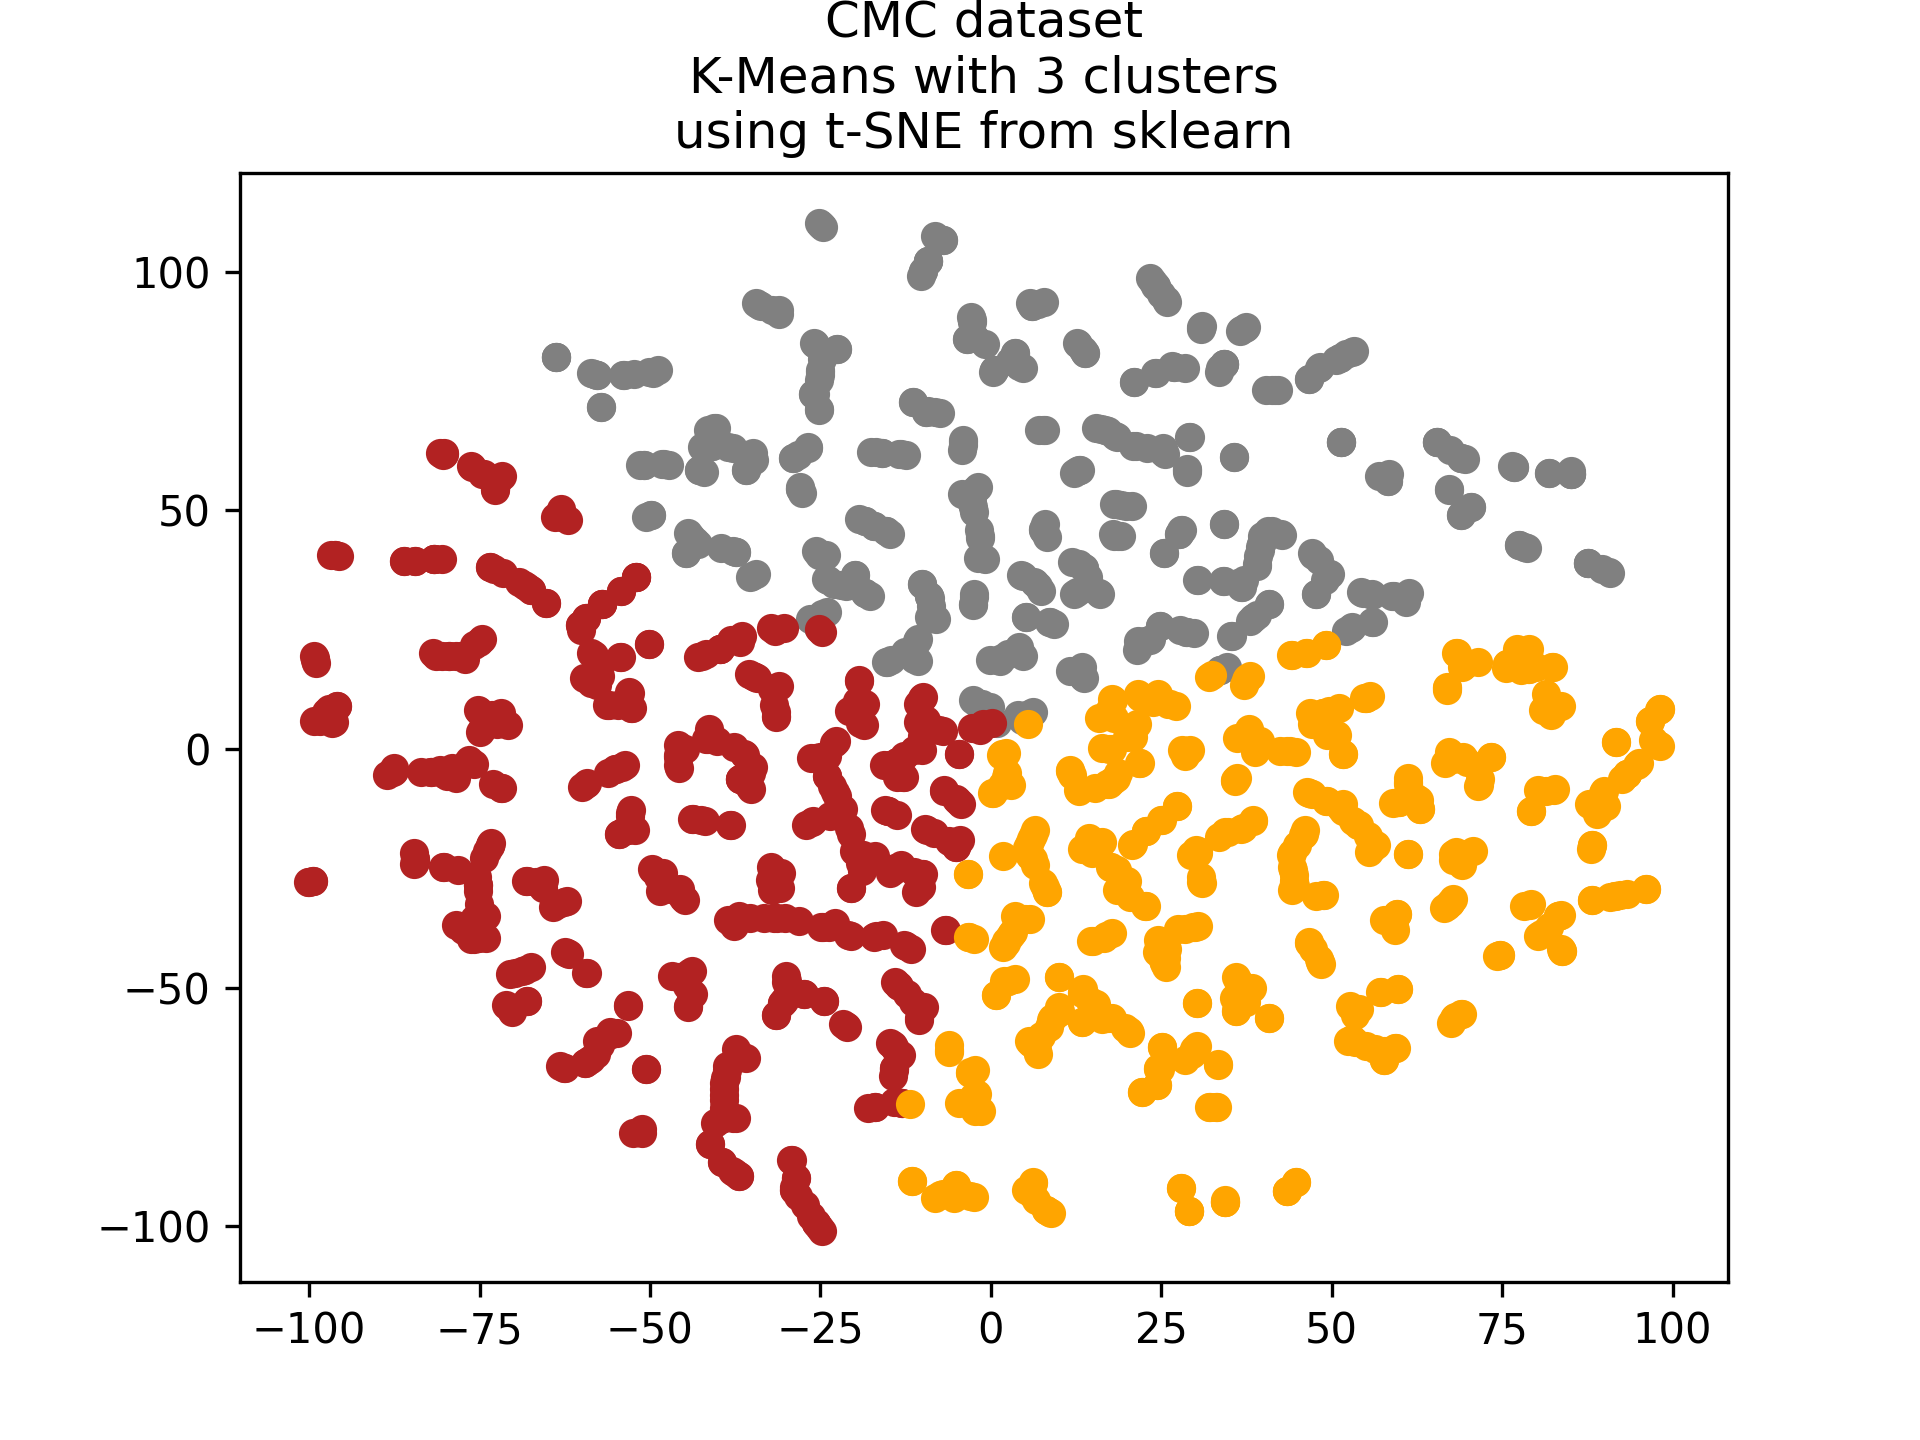 CMC dataset
K-Means with 3 clusters
using t-SNE from sklearn
100
50
0
−50
−100
−100 −75 −50 −25 0 25 50 75 100